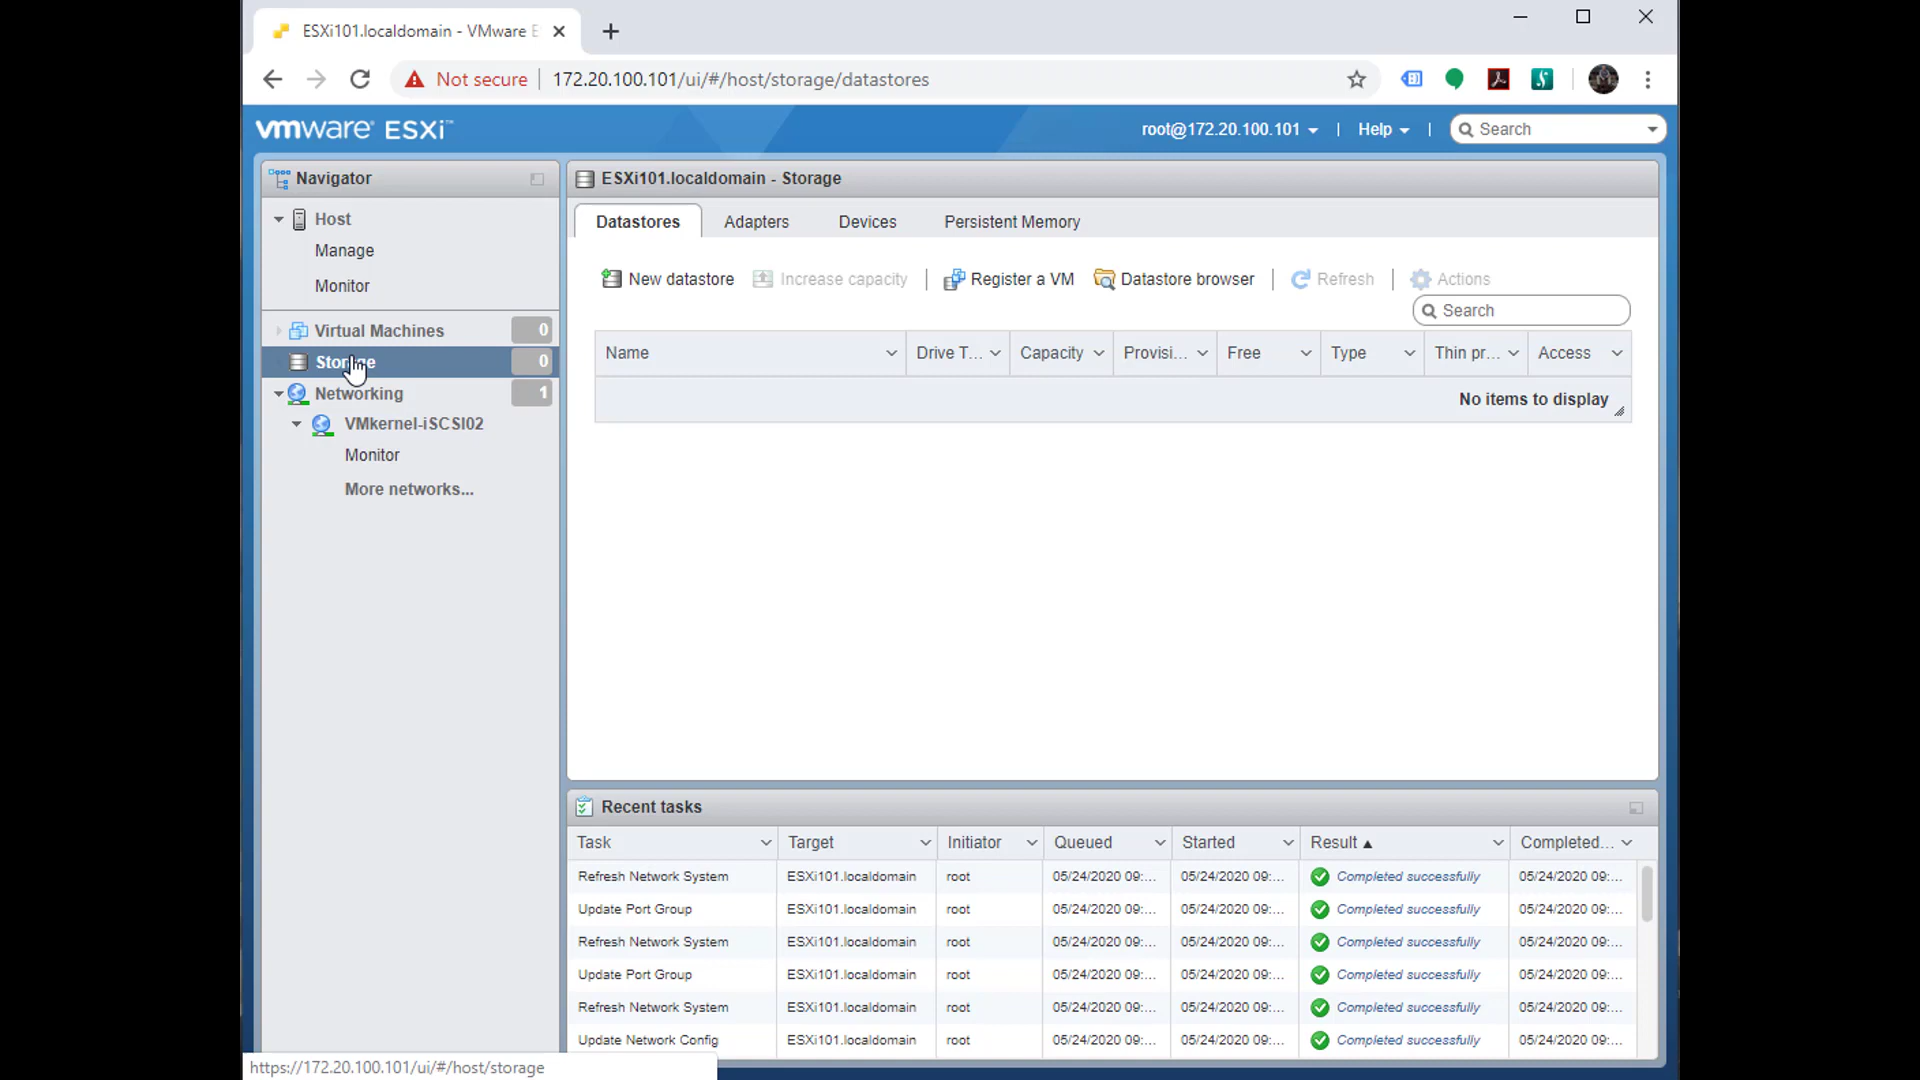 ESXi101.localdomain - VMware E
Not secure
172.20.100.101/ui/#/host/storage/datastores
vmware ESXi™
root@172.20.100.101
Help
Search
Navigator
Host
Manage
Monitor
Virtual Machines 0
Storage 0
Networking 1
VMkernel-iSCSI02
Monitor
More networks...
ESXi101.localdomain - Storage
Datastores Adapters Devices Persistent Memory
New datastore Increase capacity Register a VM Datastore browser Refresh Actions
Search
Name Drive T... Capacity Provisi... Free Type Thin pr... Access
No items to display
Recent tasks
Task Target Initiator Queued Started Result Completed...
Refresh Network System ESXi101.localdomain root 05/24/2020 09:... 05/24/2020 09:... Completed successfully 05/24/2020 09:...
Update Port Group ESXi101.localdomain root 05/24/2020 09:... 05/24/2020 09:... Completed successfully 05/24/2020 09:...
Refresh Network System ESXi101.localdomain root 05/24/2020 09:... 05/24/2020 09:... Completed successfully 05/24/2020 09:...
Update Port Group ESXi101.localdomain root 05/24/2020 09:... 05/24/2020 09:... Completed successfully 05/24/2020 09:...
Refresh Network System ESXi101.localdomain root 05/24/2020 09:... 05/24/2020 09:... Completed successfully 05/24/2020 09:...
Update Network Config ESXi101.localdomain root 05/24/2020 09:... 05/24/2020 09:... Completed successfully 05/24/2020 09:...
https://172.20.100.101/ui/#/host/storage